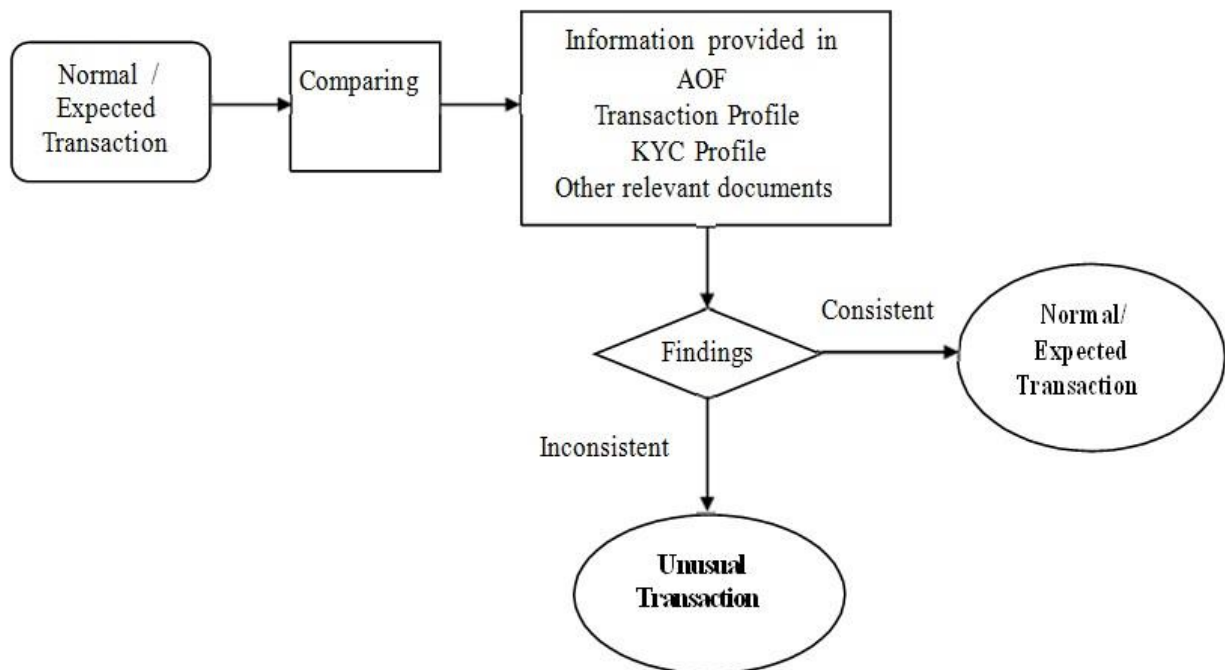 Normal /
Expected
Transaction
Comparing
Information provided in
AOF
Transaction Profile
KYC Profile
Other relevant documents
Findings
Consistent
Normal/
Expected
Transaction
Inconsistent
Unusual
Transaction